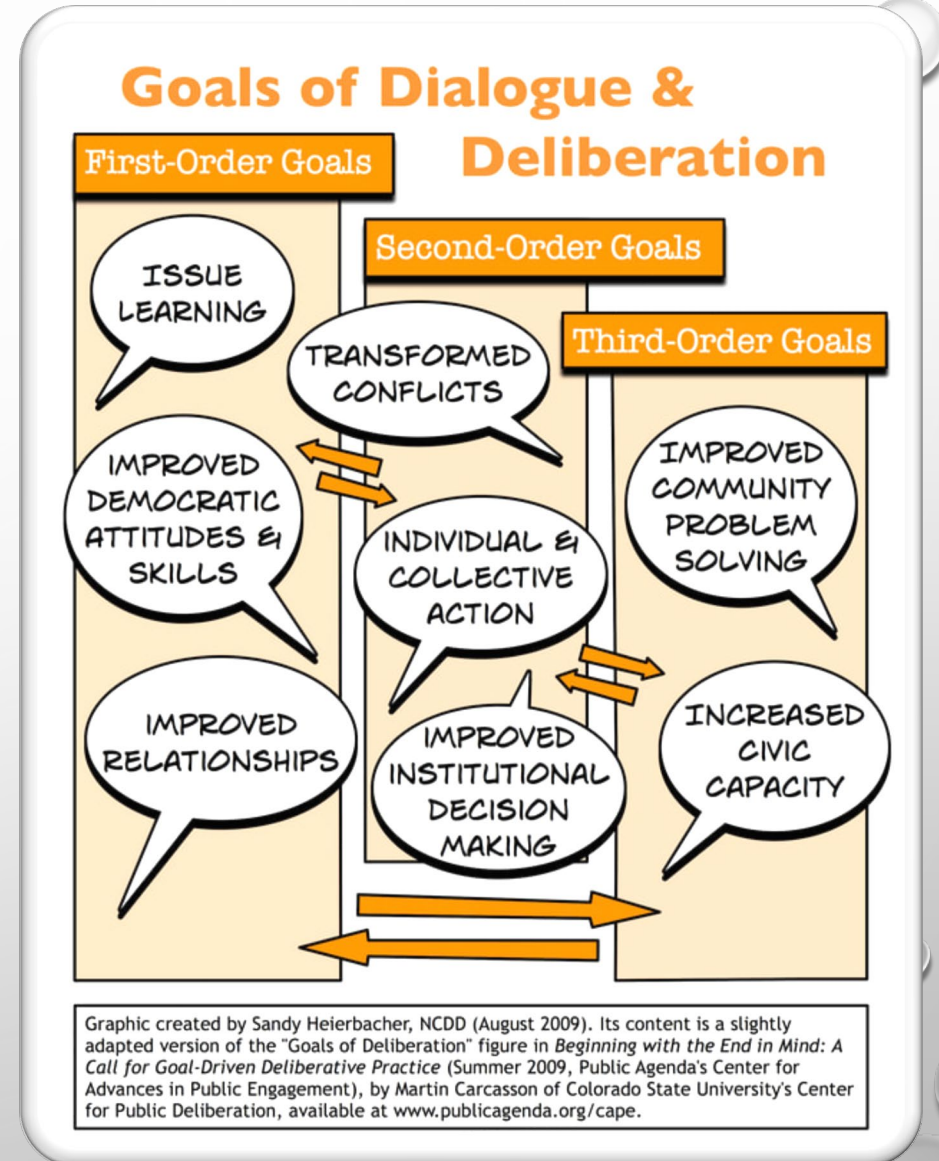 Goals of Dialogue &
Deliberation
First-Order Goals
ISSUE
LEARNING
IMPROVED
DEMOCRATIC
ATTITUDES &
SKILLS
IMPROVED
RELATIONSHIPS
Second-Order Goals
TRANSFORMED
CONFLICTS
INDIVIDUAL &
COLLECTIVE
ACTION
IMPROVED
INSTITUTIONAL
DECISION
MAKING
Third-Order Goals
IMPROVED
COMMUNITY
PROBLEM
SOLVING
INCREASED
CIVIC
CAPACITY
Graphic created by Sandy Heierbacher, NCDD (August 2009). Its content is a slightly
adapted version of the "Goals of Deliberation" figure in Beginning with the End in Mind: A
Call for Goal-Driven Deliberative Practice (Summer 2009, Public Agenda's Center for
Advances in Public Engagement), by Martin Carcasson of Colorado State University's Center
for Public Deliberation, available at www.publicagenda.org/cape.